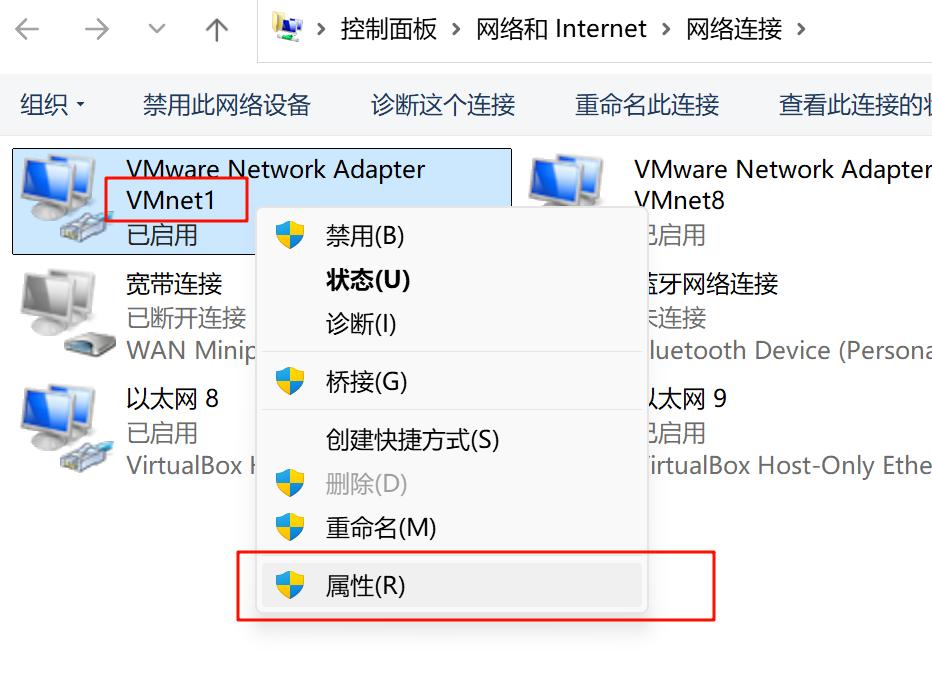 控制面板 > 网络和 Internet > 网络连接 >
组织 禁用此网络设备 诊断这个连接 重命名此连接 查看此连接的
VMware Network Adapter
VMnet1
已启用
VMware Network Adapter
VMnet8
已启用
禁用(B)
状态(U)
诊断(I)
桥接(G)
创建快捷方式(S)
删除(D)
重命名(M)
属性(R)
宽带连接
已断开连接
WAN Minip
蓝牙网络连接
未连接
luetooth Device (Persona
以太网 8
已启用
VirtualBox H
以太网 9
已启用
irtualBox Host-Only Ethe